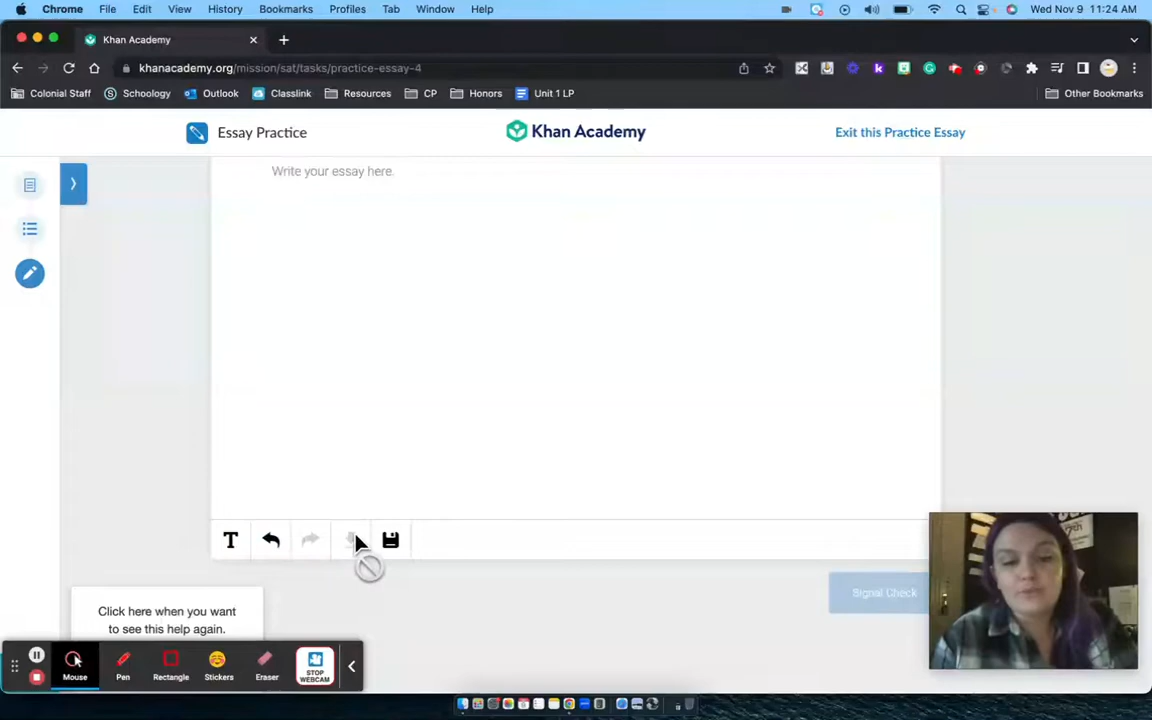 Chrome File Edit View History Bookmarks Profiles Tab Window Help Wed Nov 9 11:24 AM
Khan Academy
khanacademy.org/mission/sat/tasks/practice-essay-4
Colonial Staff Schoology Outlook Classlink Resources CP Honors Unit 1 LP Other Bookmarks
Essay Practice Khan Academy Exit this Practice Essay
Write your essay here.
T
Signal Check
Click here when you want
to see this help again.
Mouse Pen Rectangle Stickers Eraser STOP
WEBCAM